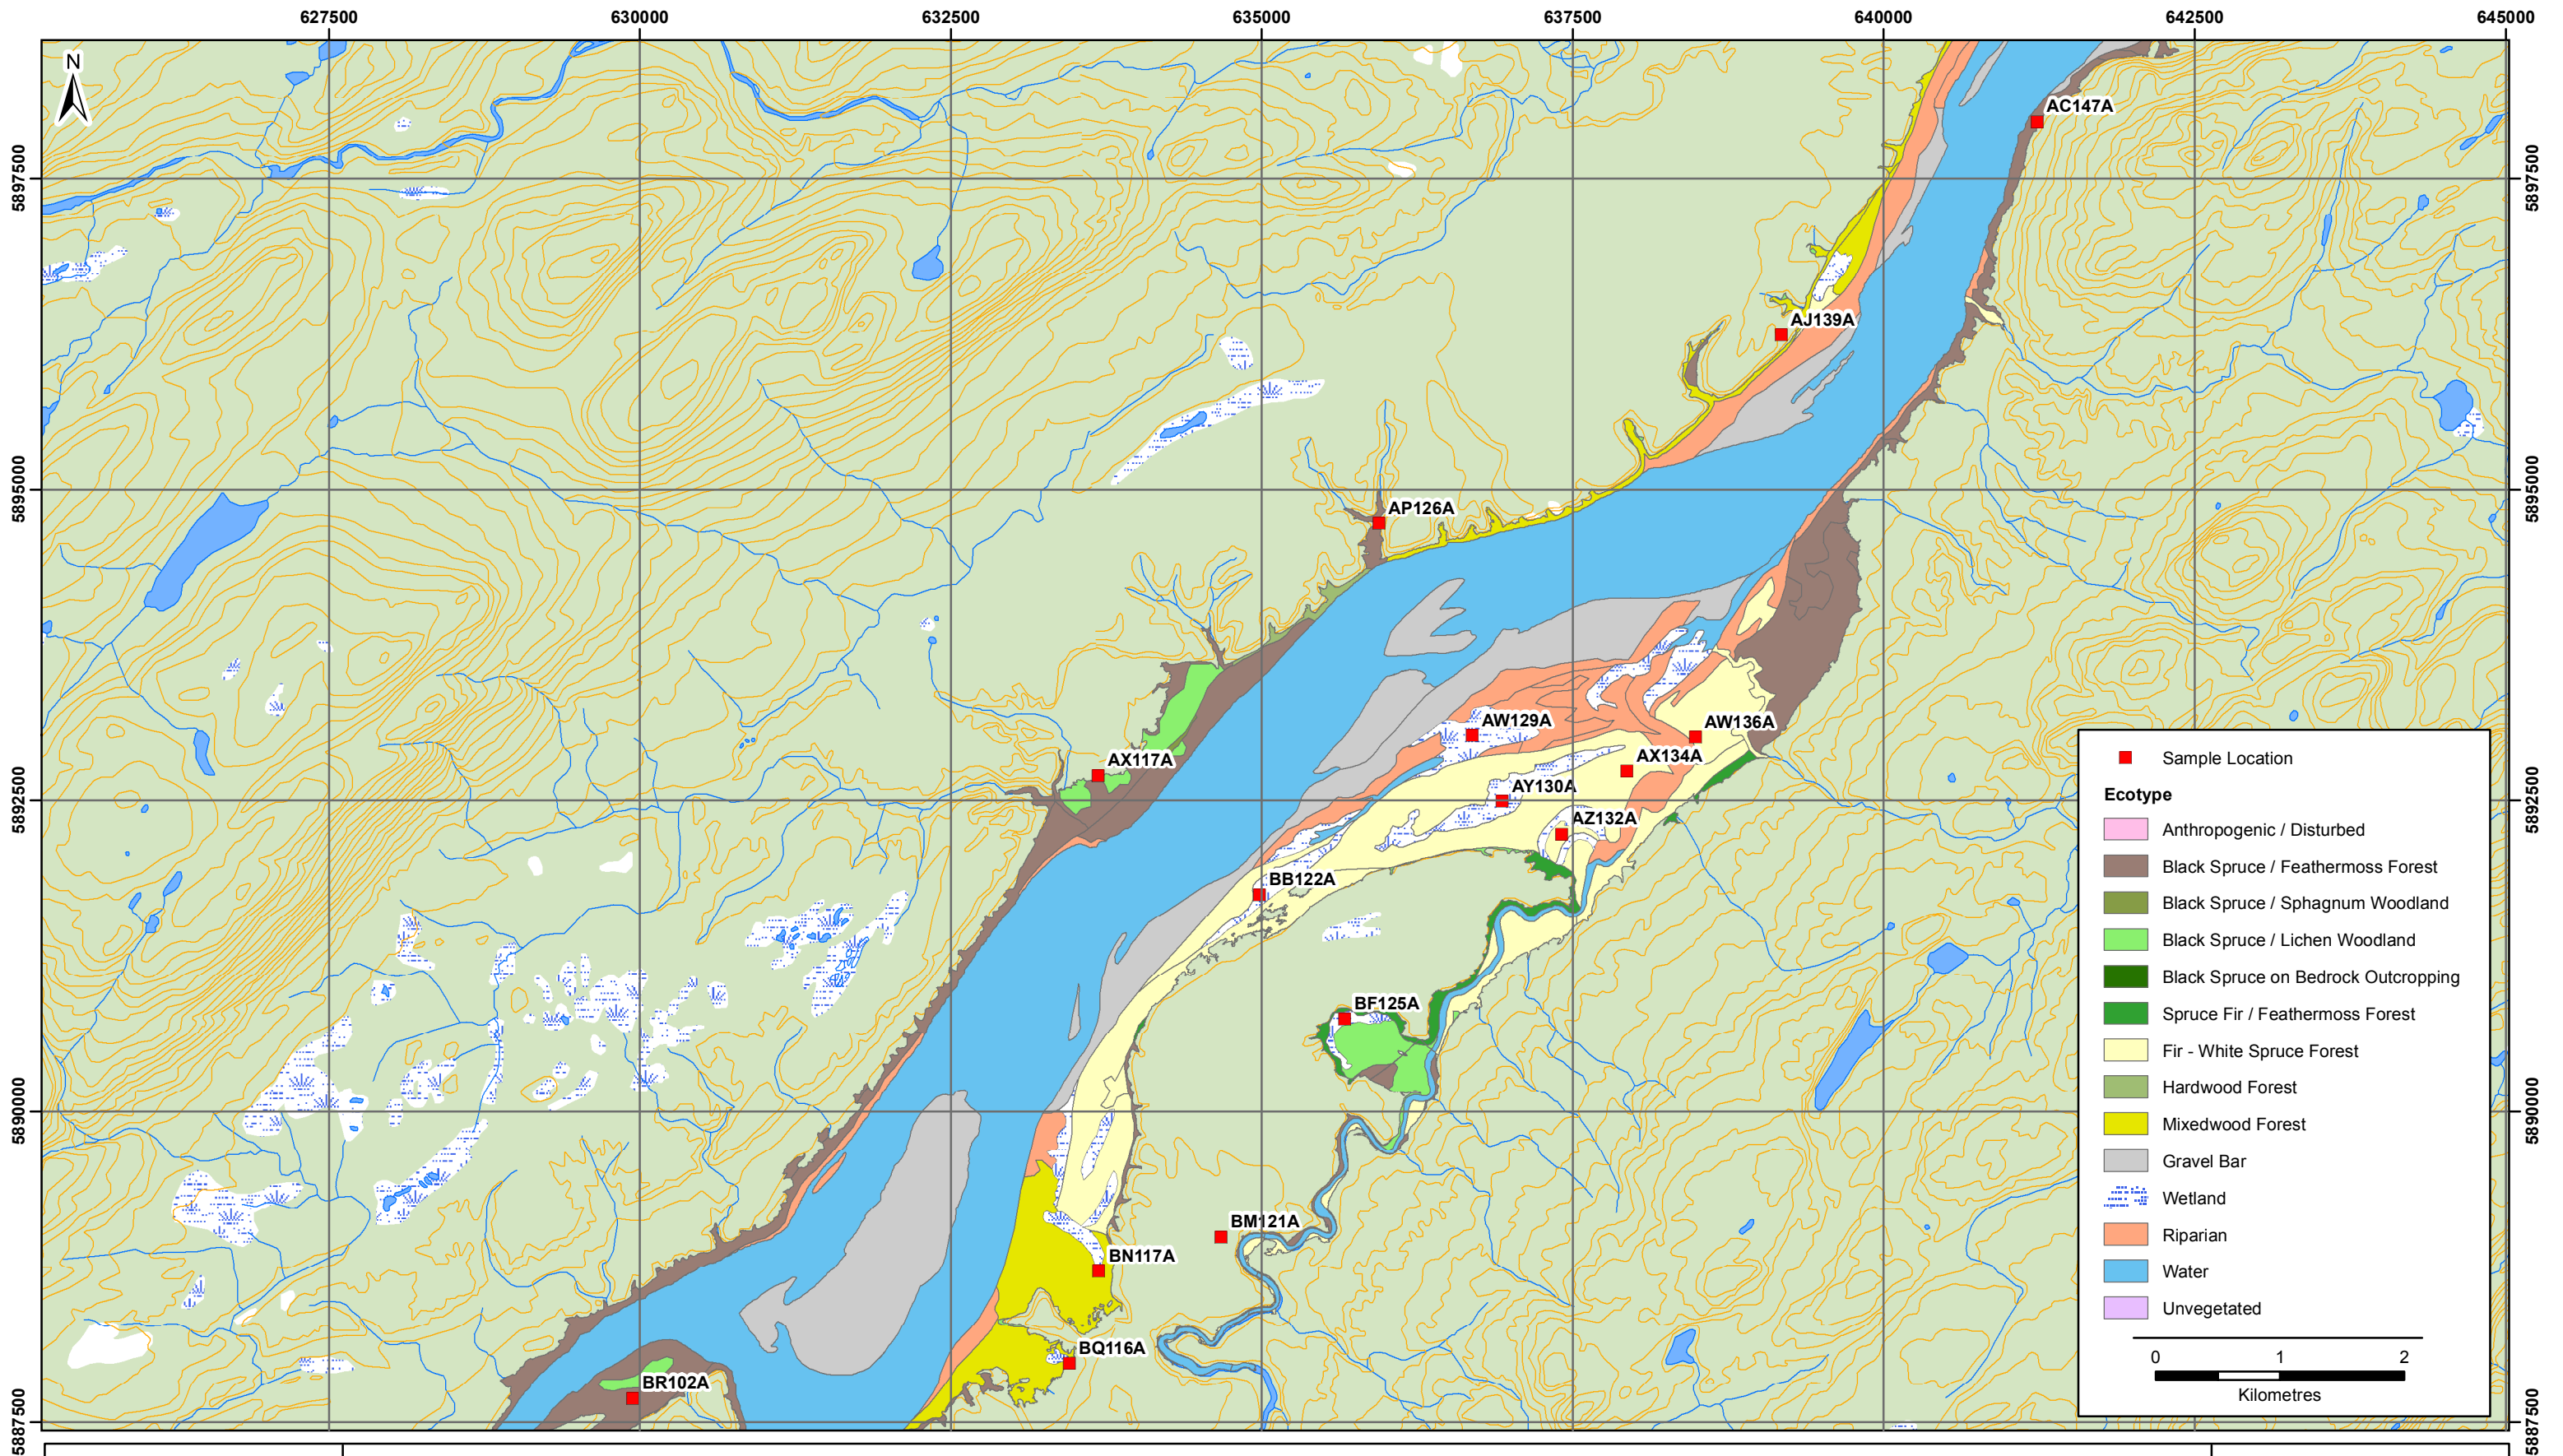 627500 630000 632500 635000 637500 640000 642500 645000
N
AC147A
5897500 5897500
AJ139A
5895000 5895000
AP126A
AW129A AW136A
AX117A AX134A
AY130A
5892500 5892500
AZ132A
BB122A
BF125A
5890000 5890000
BM121A
BN117A
BQ116A
BR102A
5887500 5887500
Sample Location
Ecotype
Anthropogenic / Disturbed
Black Spruce / Feathermoss Forest
Black Spruce / Sphagnum Woodland
Black Spruce / Lichen Woodland
Black Spruce on Bedrock Outcropping
Spruce Fir / Feathermoss Forest
Fir - White Spruce Forest
Hardwood Forest
Mixedwood Forest
Gravel Bar
Wetland
Riparian
Water
Unvegetated
0 1 2
Kilometres